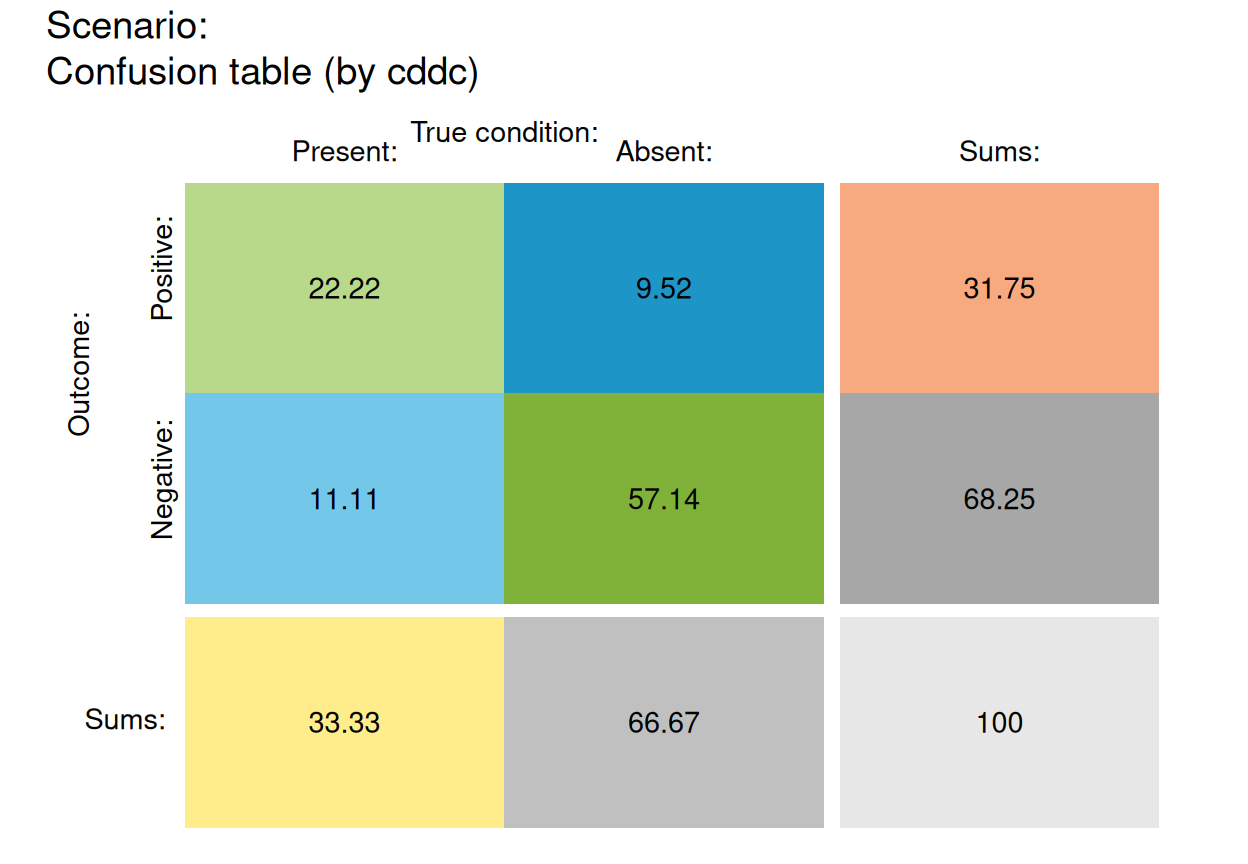 Scenario:
Confusion table (by cddc)
True condition:
Present: Absent: Sums:
Outcome:
Positive:
22.22 9.52 31.75
Negative:
11.11 57.14 68.25
Sums: 33.33 66.67 100